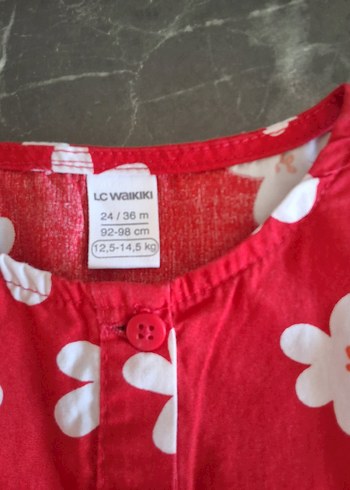 LC WAIKIKI
24 / 36 m
92-98 cm
12,5-14,5 kg